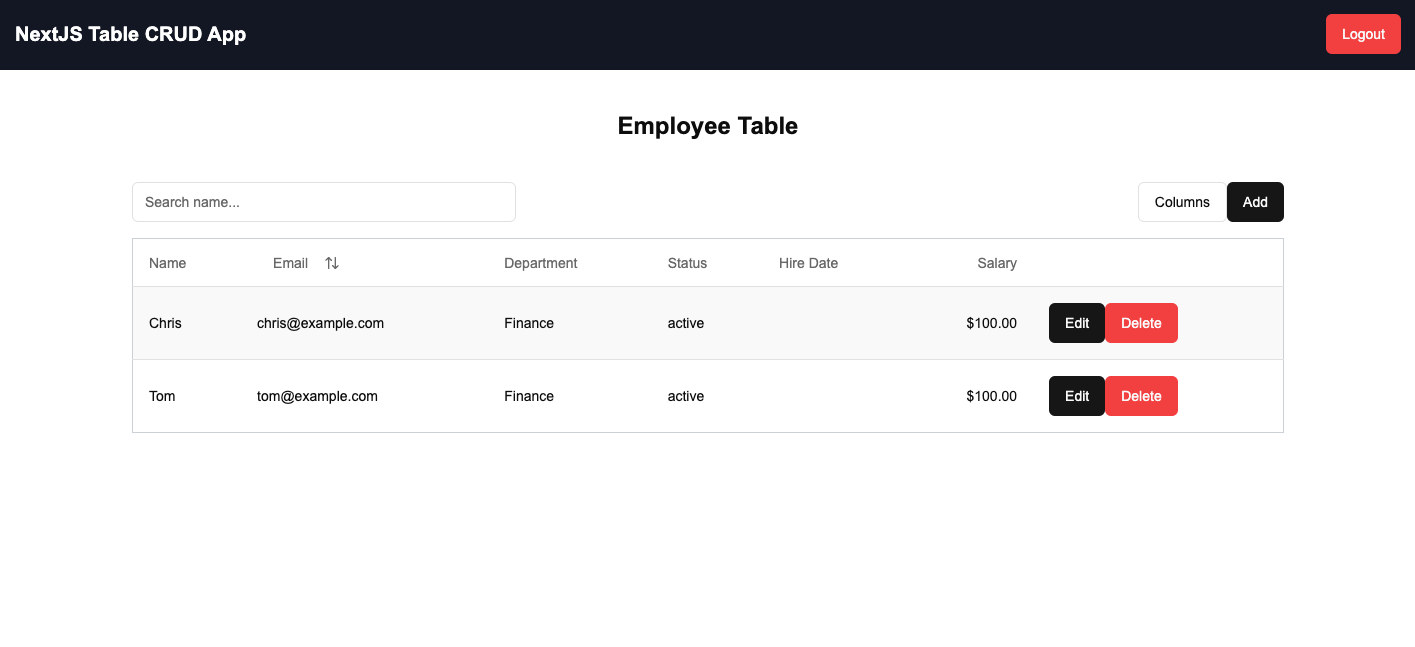 NextJS Table CRUD App Logout
Employee Table
Search name... Columns Add
Name Email Department Status Hire Date Salary
Chris chris@example.com Finance active $100.00 Edit Delete
Tom tom@example.com Finance active $100.00 Edit Delete